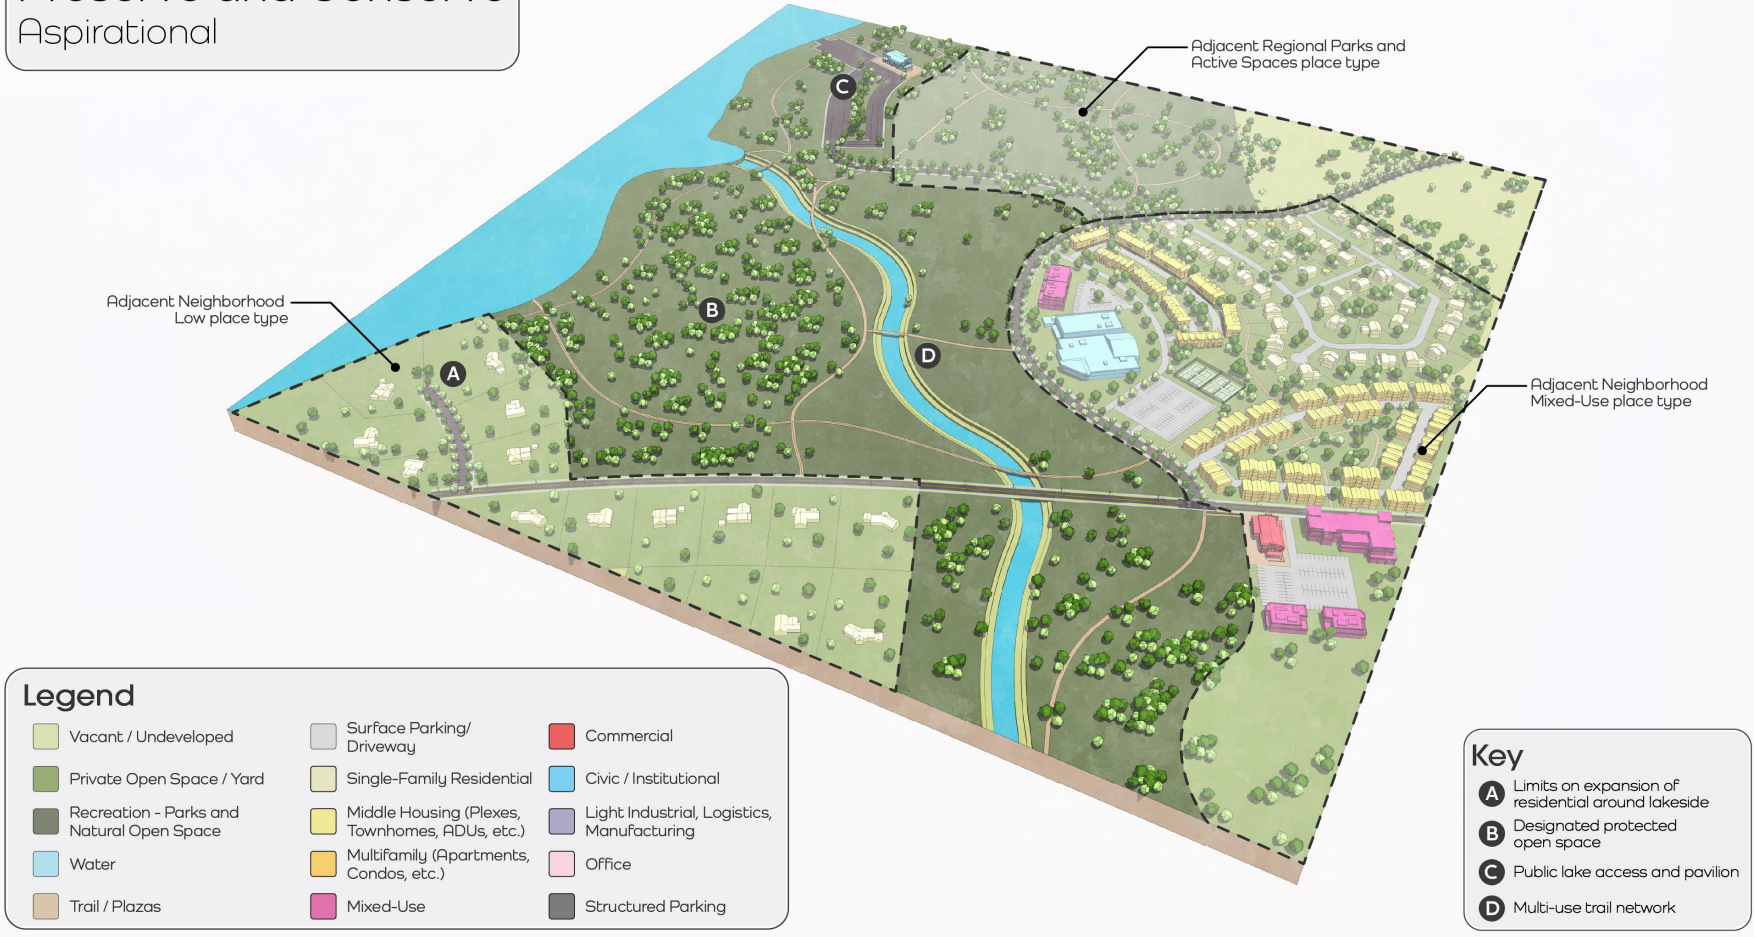 Preserve and Conserve
Aspirational
Adjacent Regional Parks and
Active Spaces place type
C
Adjacent Neighborhood
Low place type
B
D
A
Adjacent Neighborhood
Mixed-Use place type
Legend
Vacant / Undeveloped
Private Open Space / Yard
Recreation - Parks and
Natural Open Space
Water
Trail / Plazas
Surface Parking/
Driveway
Single-Family Residential
Middle Housing (Plexes,
Townhomes, ADUs, etc.)
Multifamily (Apartments,
Condos, etc.)
Mixed-Use
Commercial
Civic / Institutional
Light Industrial, Logistics,
Manufacturing
Office
Structured Parking
Key
A Limits on expansion of
residential around lakeside
B Designated protected
open space
C Public lake access and pavilion
D Multi-use trail network